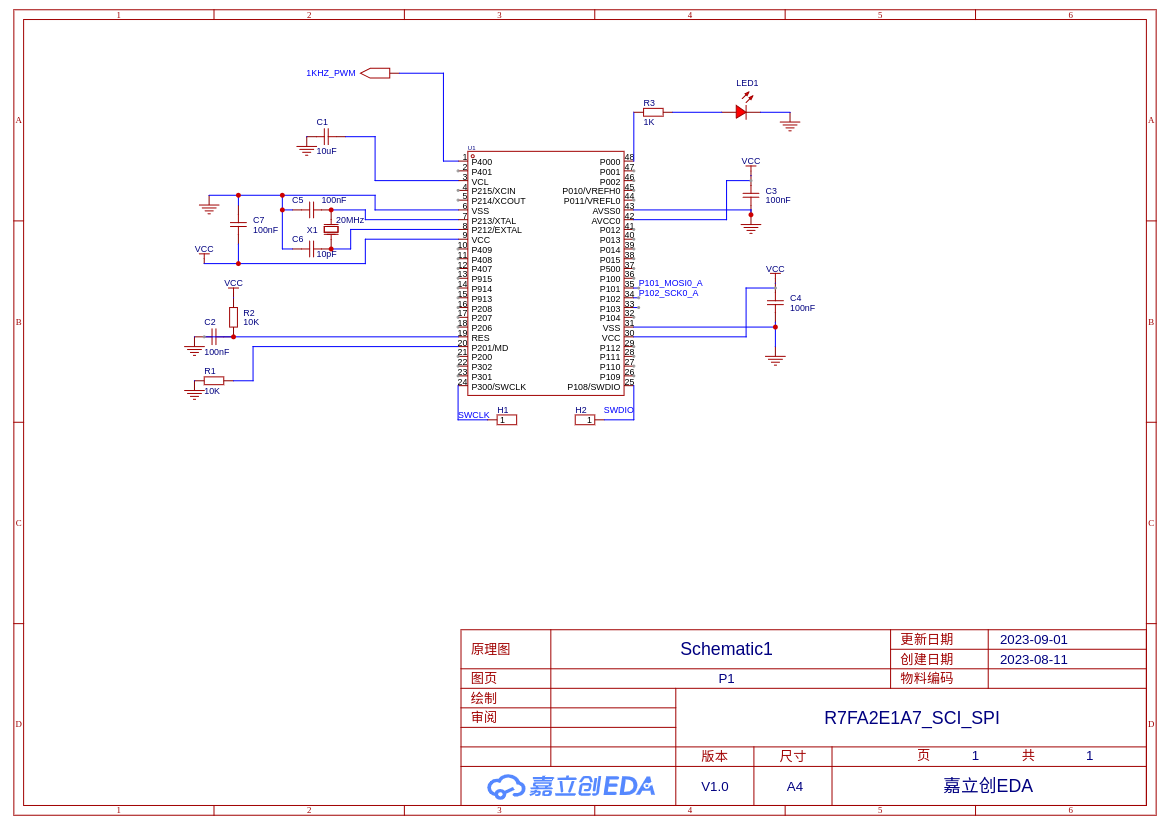 1 2 3 4 5 6
1KHZ_PWM
LED1
R3
1K
C1
10uF
U1
1 P400 P000 48
2 P401 P001 47
3 VCL P002 46
4 P215/XCIN P010/VREFH0 45
5 P214/XCOUT P011/VREFL0 44
6 VSS AVSS0 43
7 P213/XTAL AVCC0 42
8 P212/EXTAL P012 41
9 VCC P013 40
10 P409 P014 39
11 P408 P015 38
12 P407 P500 37
13 P915 P100 36
14 P914 P101 35
15 P913 P102 34
16 P208 P103 33
17 P207 P104 32
18 P206 VSS 31
19 RES VCC 30
20 P201/MD P112 29
21 P200 P111 28
22 P302 P110 27
23 P301 P109 26
24 P300/SWCLK P108/SWDIO 25
VCC
C3
100nF
C5 100nF
20MHz
X1
C7
100nF
C6
10pF
VCC
P101_MOSI0_A
P102_SCK0_A
VCC
C4
100nF
VCC
R2
10K
C2
100nF
R1
10K
SWCLK H1
1
H2 SWDIO
1
A A
B B
C C
D D
原理图 Schematic1 更新日期 2023-09-01
创建日期 2023-08-11
图页 P1 物料编码
绘制
审阅
R7FA2E1A7_SCI_SPI
版本 尺寸 页 1 共 1
嘉立创EDA V1.0 A4 嘉立创EDA
1 2 3 4 5 6